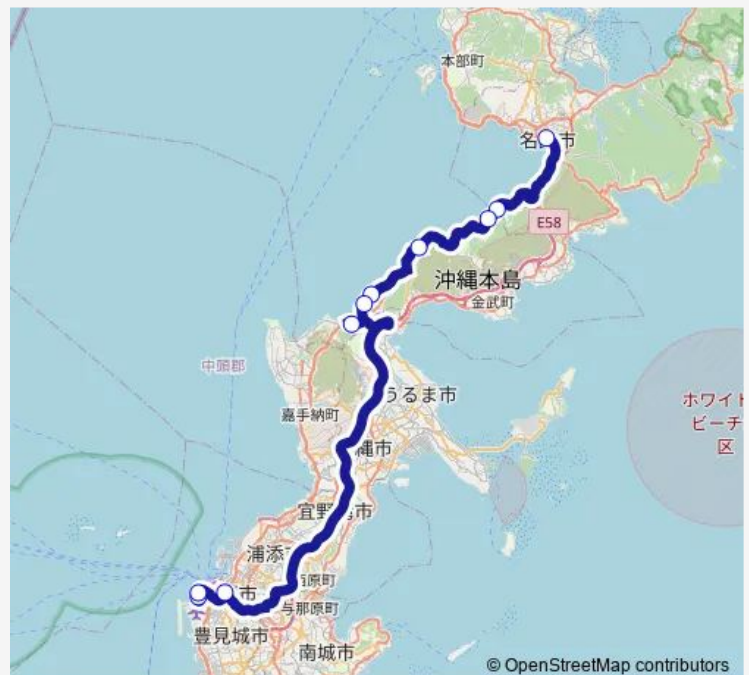 本部町
名
市
E58
沖縄本島
金武町
中頭郡
うるま市
嘉手納町
ホワイト
ビーチ
区
縄市
宜野
市
浦添
西原町
市
与那原町
豊見城市
南城市
© OpenStreetMap contributors